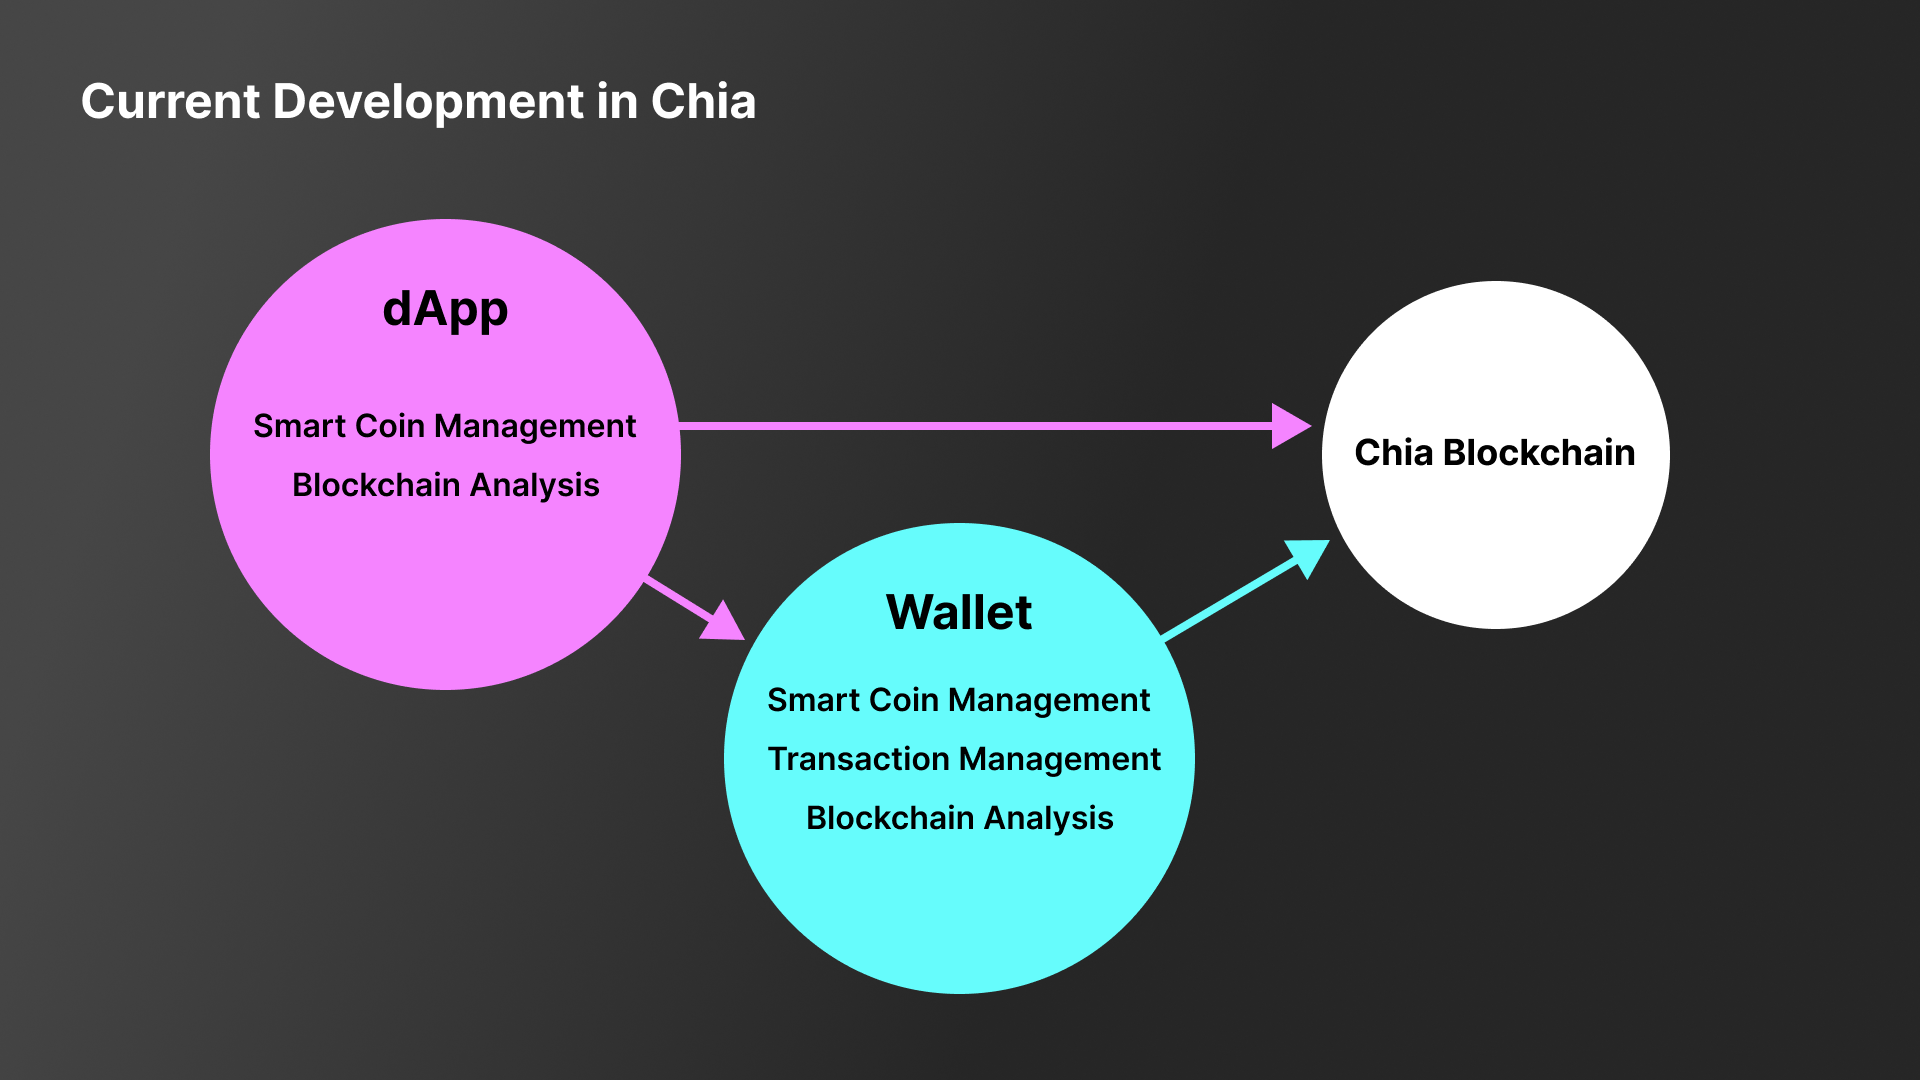 Current Development in Chia
dApp
Smart Coin Management
Blockchain Analysis
Chia Blockchain
Wallet
Smart Coin Management
Transaction Management
Blockchain Analysis